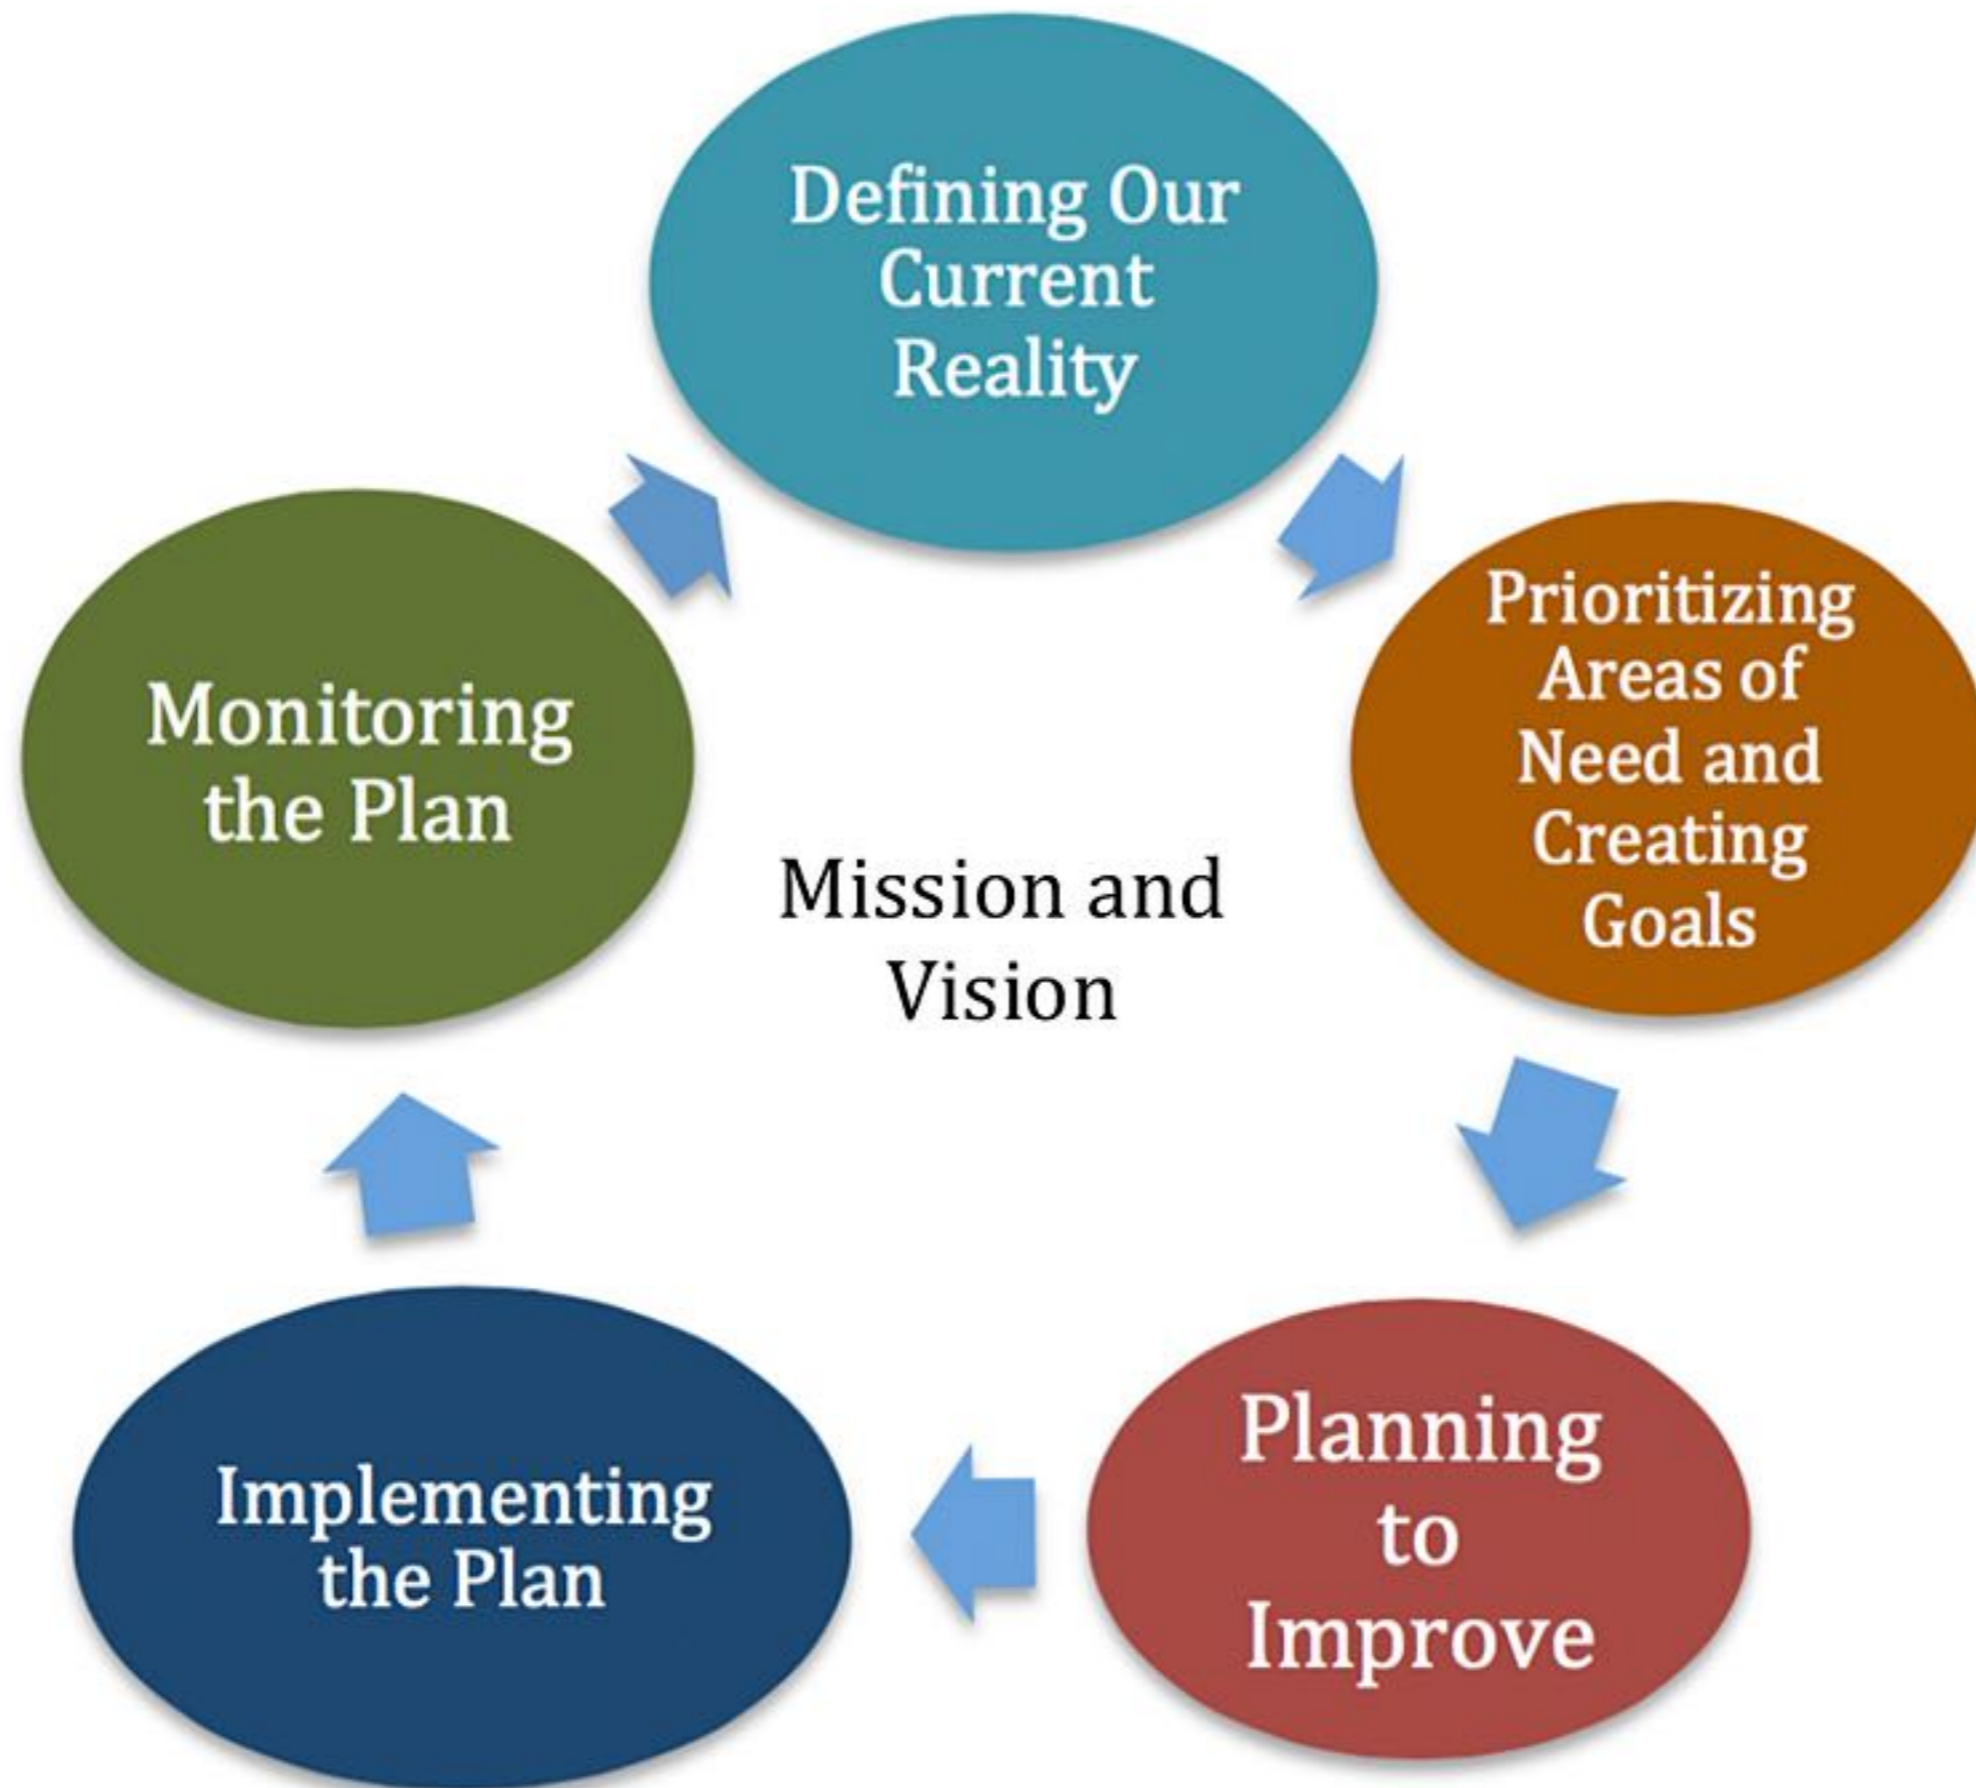 Defining Our
Current
Reality
Prioritizing
Areas of
Need and
Creating
Goals
Planning
to
Improve
Implementing
the Plan
Monitoring
the Plan
Mission and
Vision